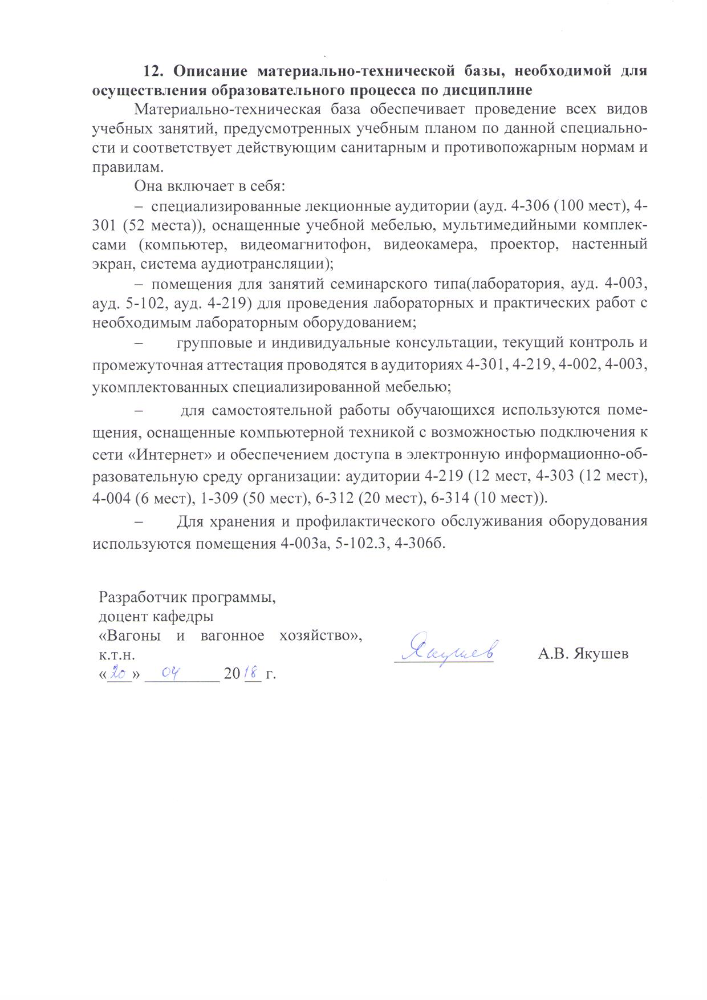 12. Описание материально-технической базы, необходимой для
осуществления образовательного процесса по дисциплине
Материально-техническая база обеспечивает проведение всех видов
учебных занятий, предусмотренных учебным планом по данной специально-
сти и соответствует действующим санитарным и противопожарным нормам и
правилам.
Она включает в себя:
– специализированные лекционные аудитории (ауд. 4-306 (100 мест), 4-
301 (52 места)), оснащенные учебной мебелью, мультимедийными комплек-
сами (компьютер, видеомагнитофон, видеокамера, проектор, настенный
экран, система аудиотрансляции);
– помещения для занятий семинарского типа(лаборатория, ауд. 4-003,
ауд. 5-102, ауд. 4-219) для проведения лабораторных и практических работ с
необходимым лабораторным оборудованием;
– групповые и индивидуальные консультации, текущий контроль и
промежуточная аттестация проводятся в аудиториях 4-301, 4-219, 4-002, 4-003,
укомплектованных специализированной мебелью;
– для самостоятельной работы обучающихся используются поме-
щения, оснащенные компьютерной техникой с возможностью подключения к
сети «Интернет» и обеспечением доступа в электронную информационно-об-
разовательную среду организации: аудитории 4-219 (12 мест, 4-303 (12 мест),
4-004 (6 мест), 1-309 (50 мест), 6-312 (20 мест), 6-314 (10 мест)).
– Для хранения и профилактического обслуживания оборудования
используются помещения 4-003а, 5-102.3, 4-306б.
Разработчик программы,
доцент кафедры
«Вагоны и вагонное хозяйство»,
к.т.н. Якушев А.В. Якушев
«20» 04 2018 г.